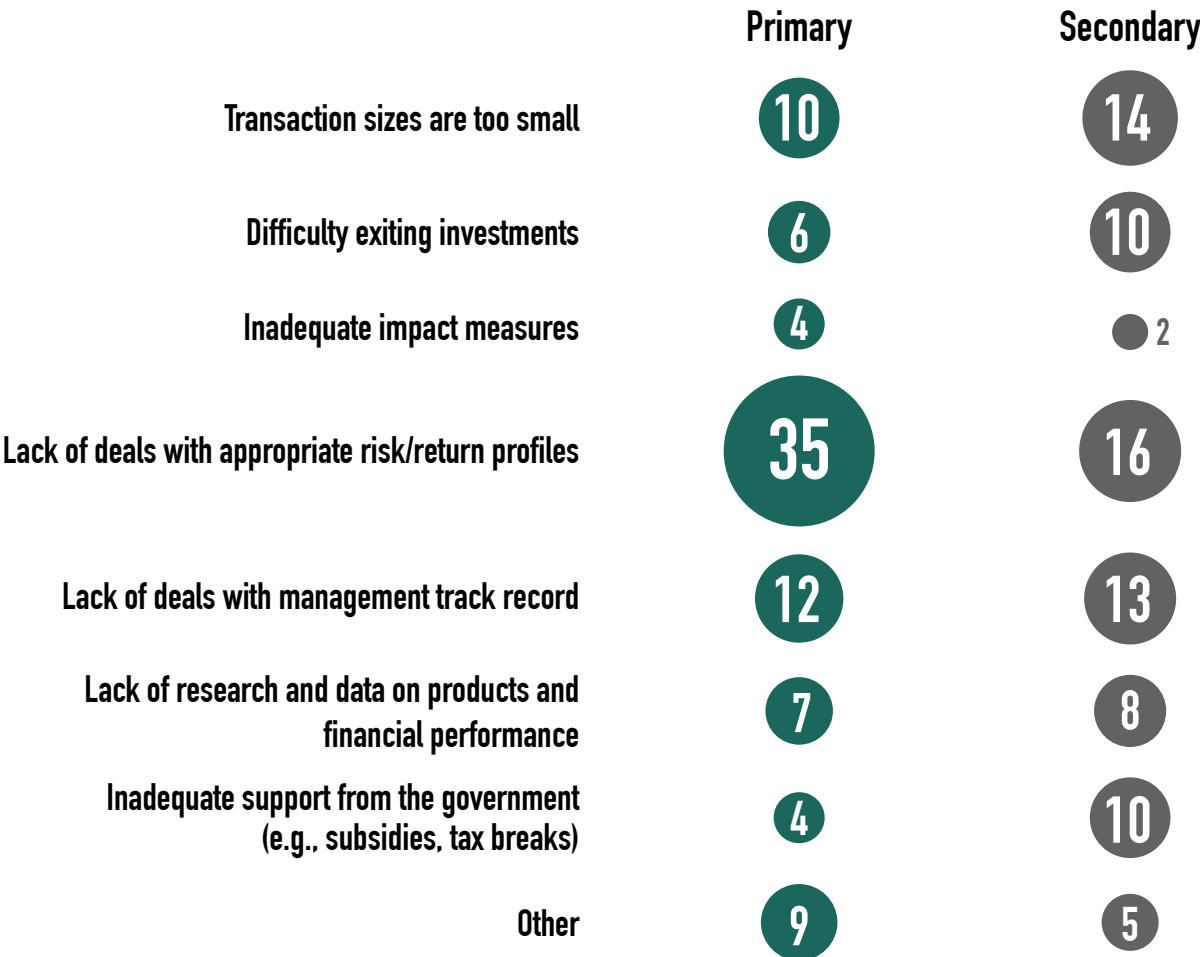 Primary Secondary
Transaction sizes are too small 10 14
Difficulty exiting investments 6 10
Inadequate impact measures 4 2
Lack of deals with appropriate risk/return profiles 35 16
Lack of deals with management track record 12 13
Lack of research and data on products and
financial performance 7 8
Inadequate support from the government
(e.g., subsidies, tax breaks) 4 10
Other 9 5